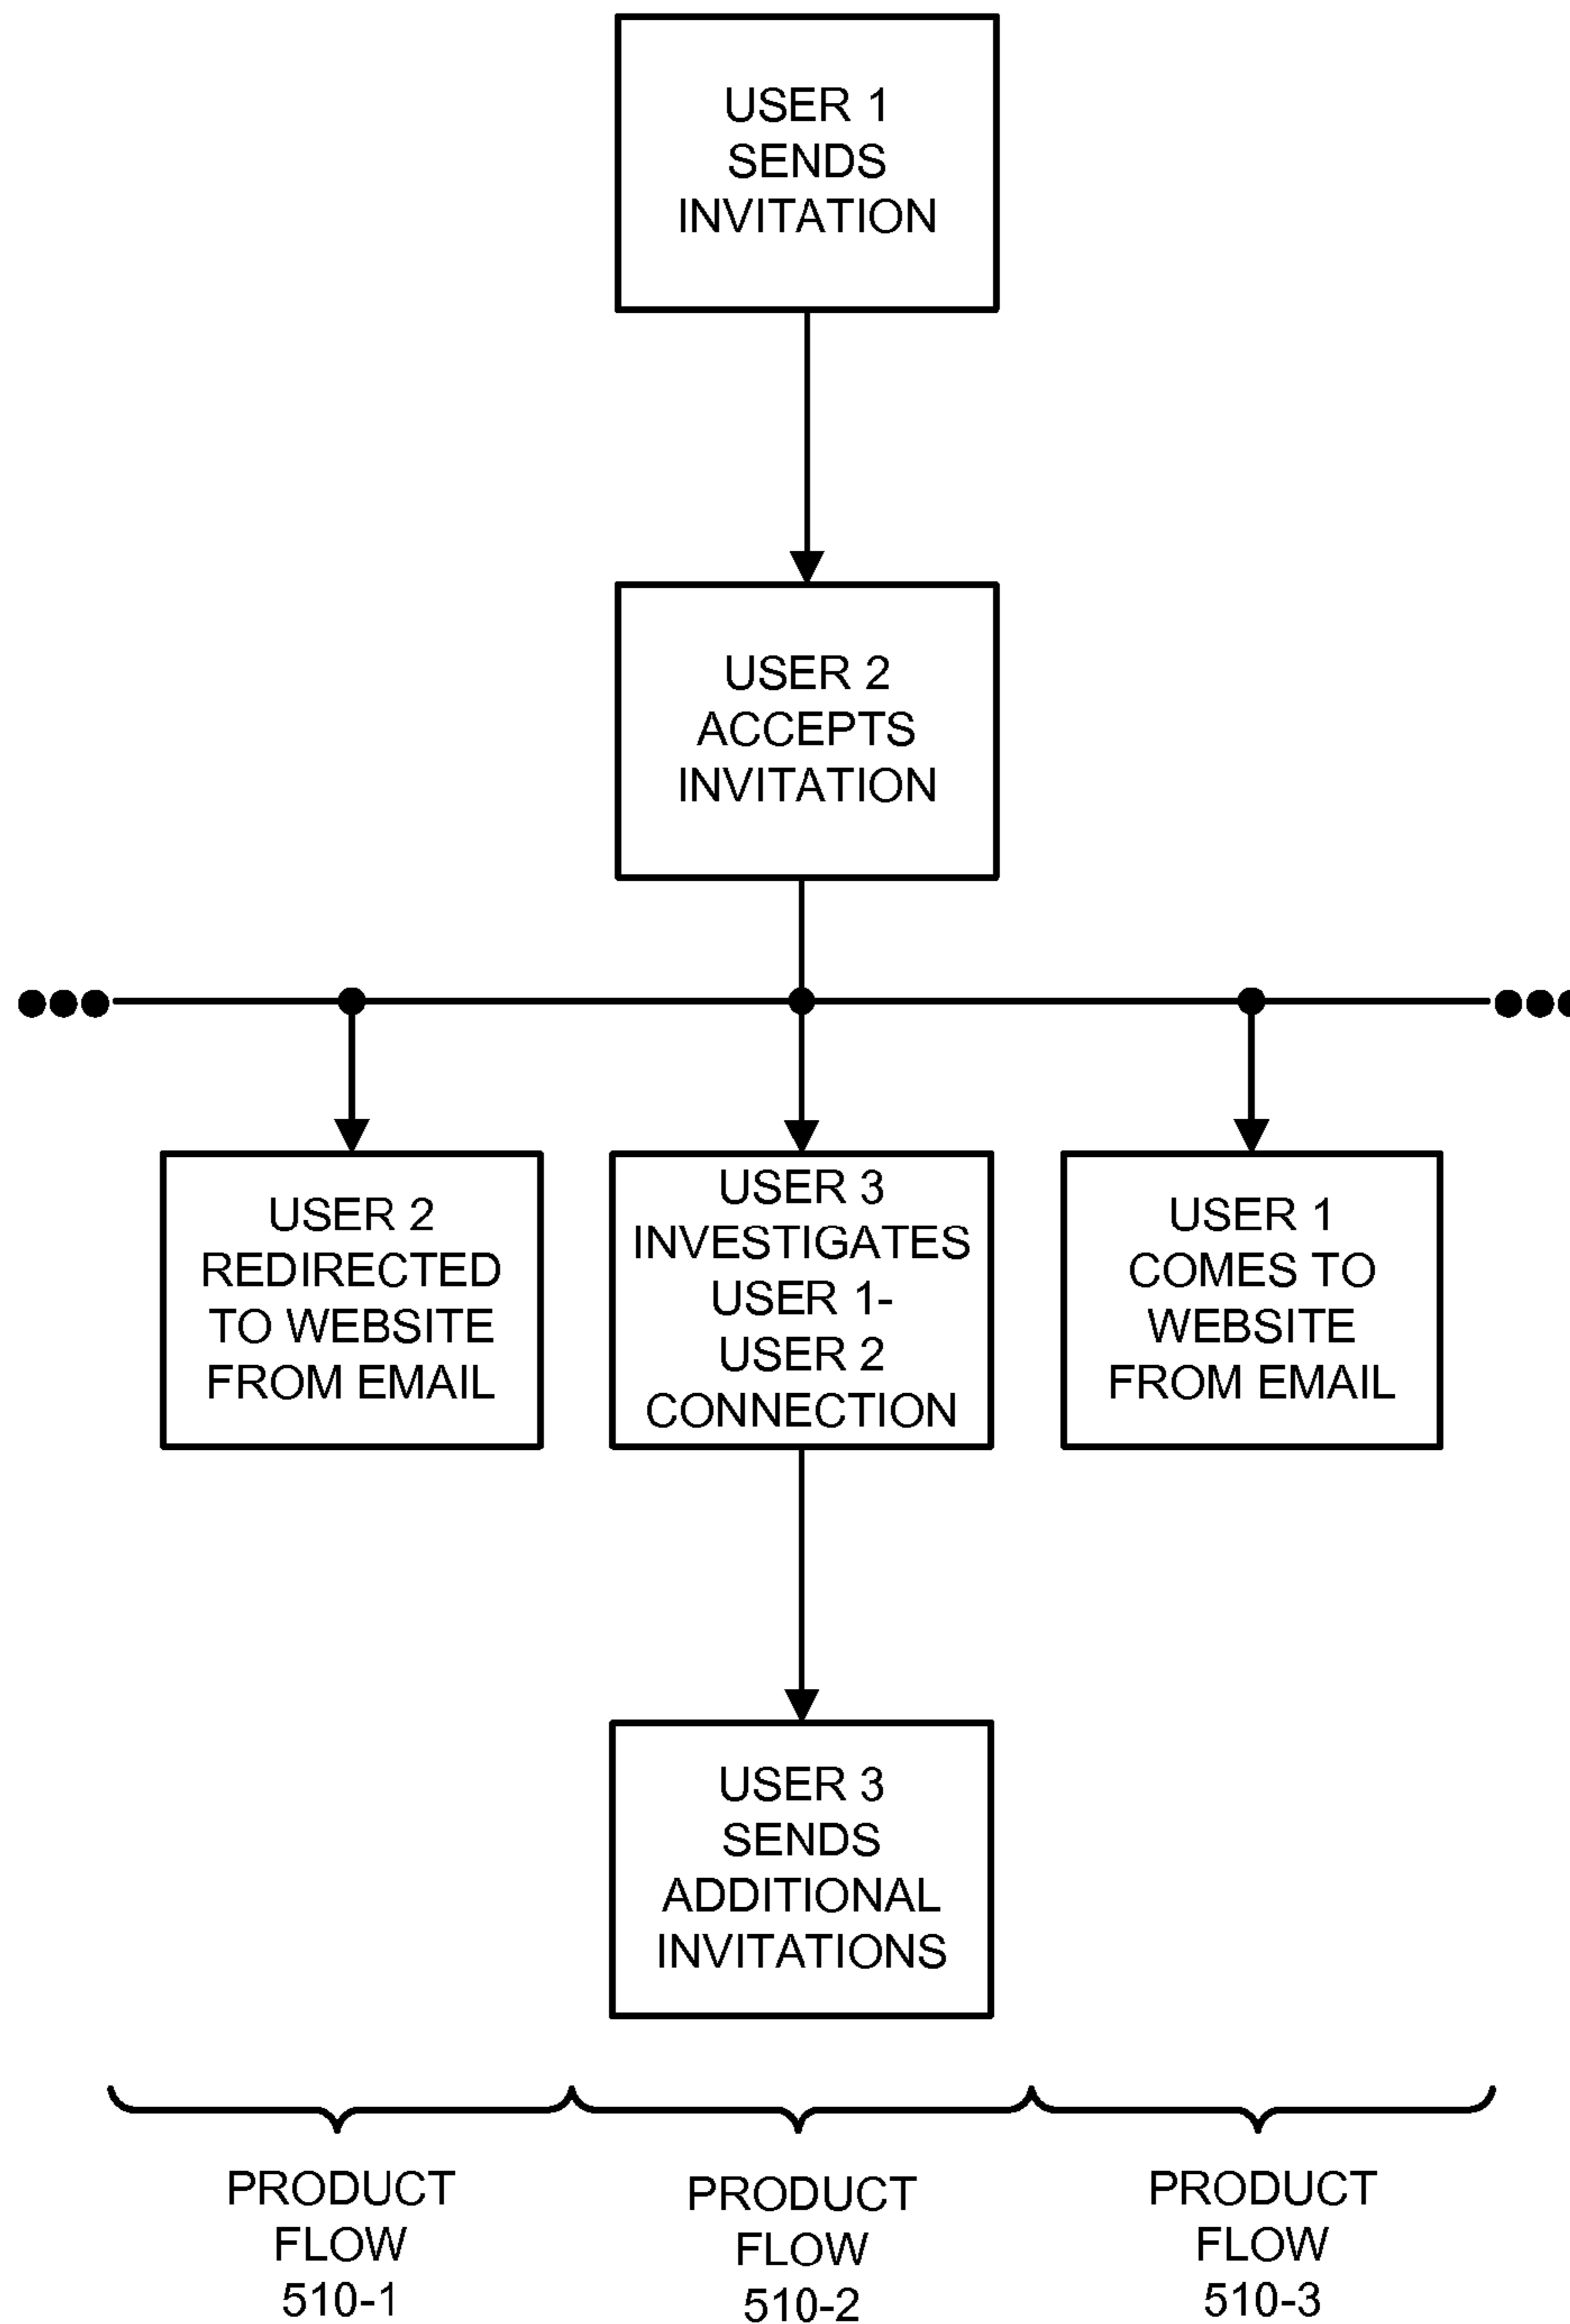 USER 1
SENDS
INVITATION
USER 2
ACCEPTS
INVITATION
USER 2
REDIRECTED
TO WEBSITE
FROM EMAIL
USER 3
INVESTIGATES
USER 1-
USER 2
CONNECTION
USER 1
COMES TO
WEBSITE
FROM EMAIL
USER 3
SENDS
ADDITIONAL
INVITATIONS
PRODUCT
FLOW
510-1
PRODUCT
FLOW
510-2
PRODUCT
FLOW
510-3